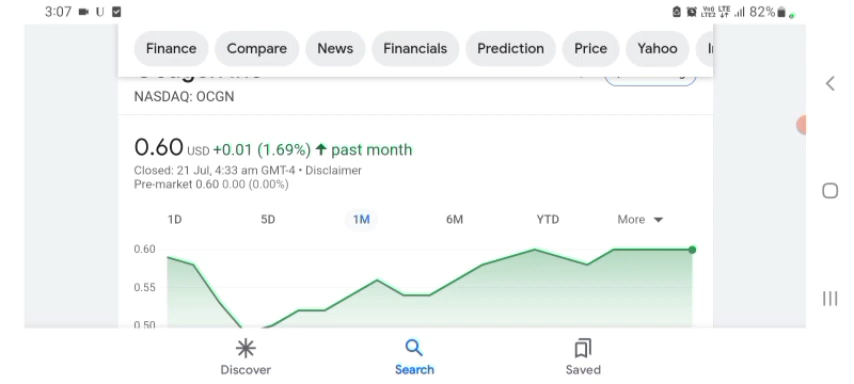 3:07 U 82%
Finance Compare News Financials Prediction Price Yahoo
NASDAQ: OCGN
0.60 USD +0.01 (1.69%) ↑ past month
Closed: 21 Jul, 4:33 am GMT-4 • Disclaimer
Pre-market 0.60 0.00 (0.00%)
1D 5D 1M 6M YTD More
0.60
0.55
0.50
Discover Search Saved